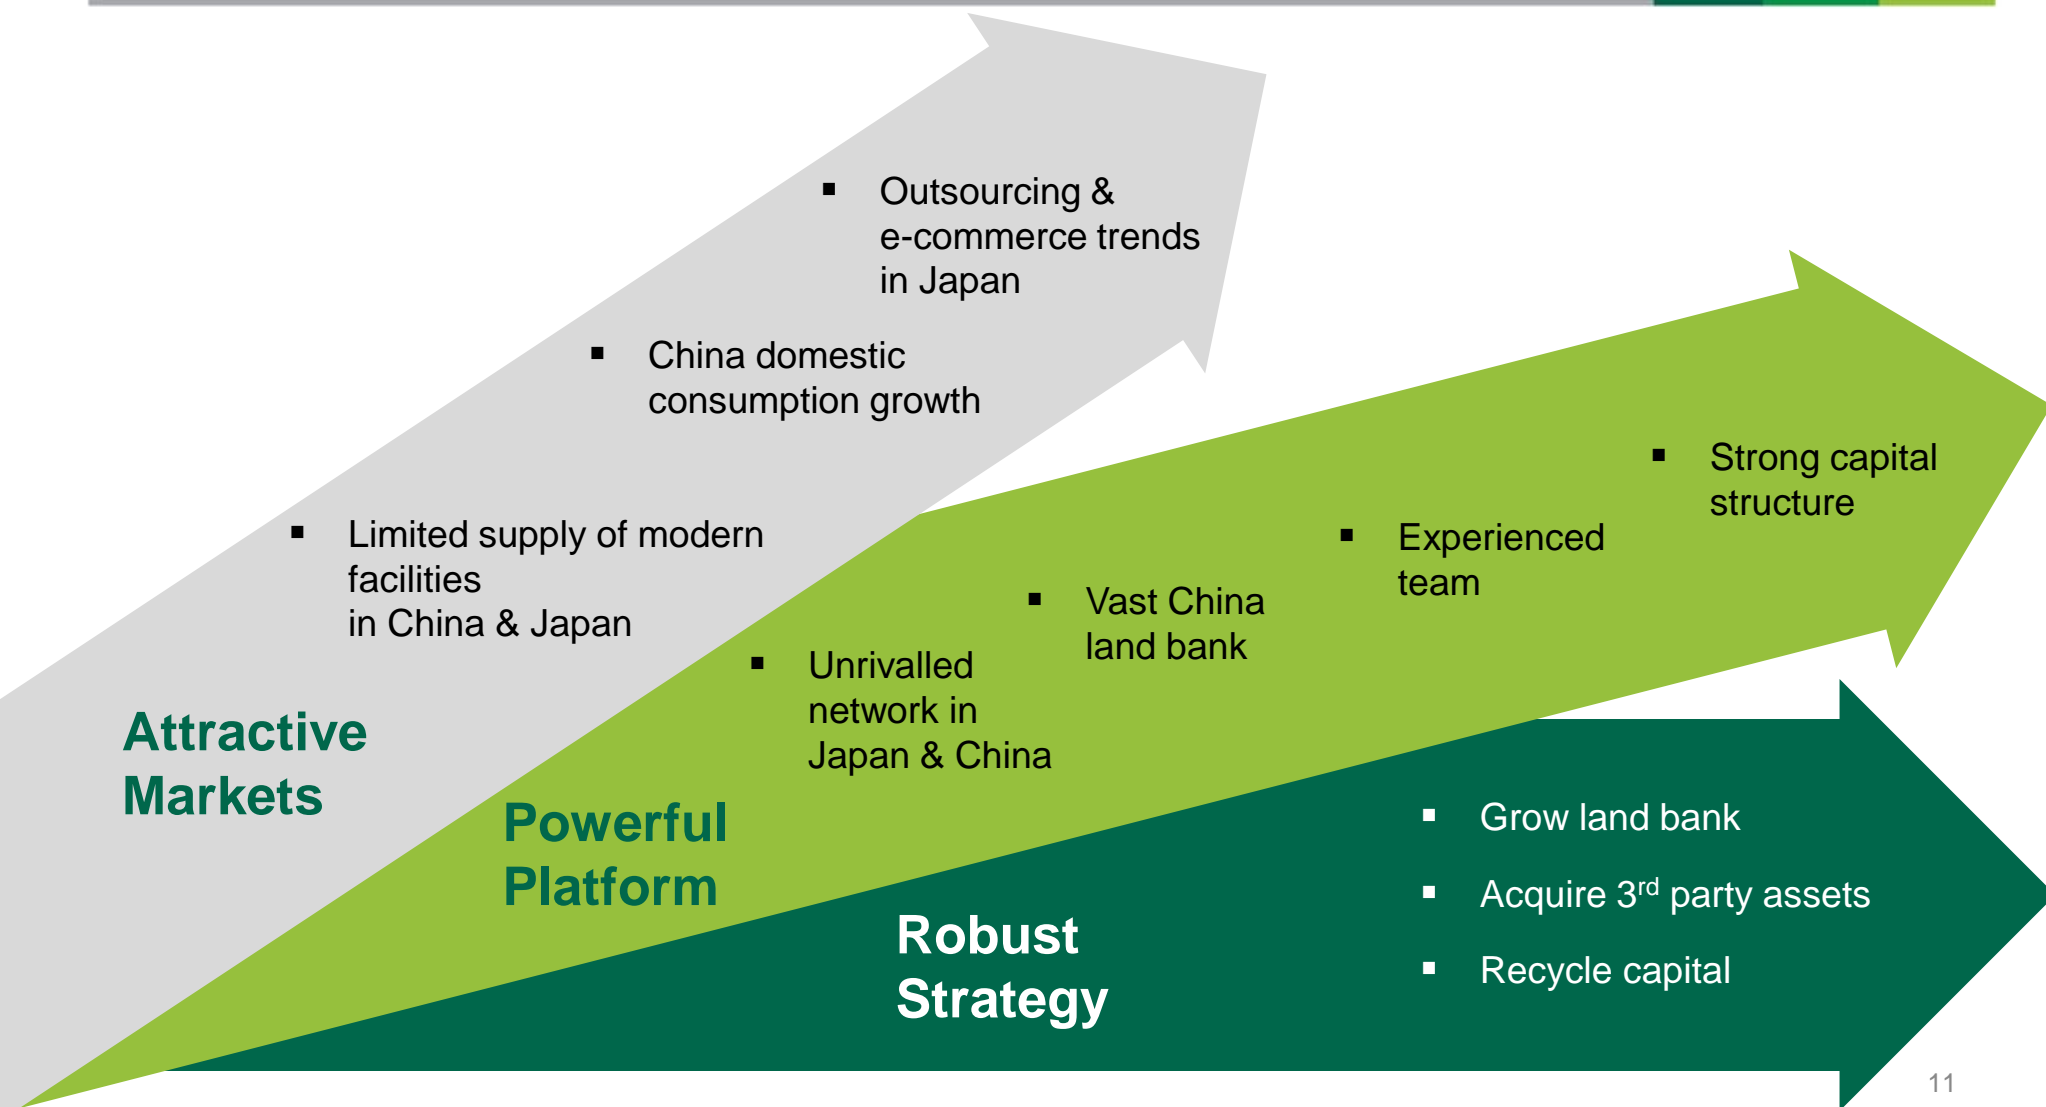 Attractive
Markets
▪ Limited supply of modern
facilities
in China & Japan
▪ China domestic
consumption growth
▪ Outsourcing &
e-commerce trends
in Japan
Powerful
Platform
▪ Unrivalled
network in
Japan & China
▪ Vast China
land bank
▪ Experienced
team
▪ Strong capital
structure
Robust
Strategy
▪ Grow land bank
▪ Acquire 3rd party assets
▪ Recycle capital
11